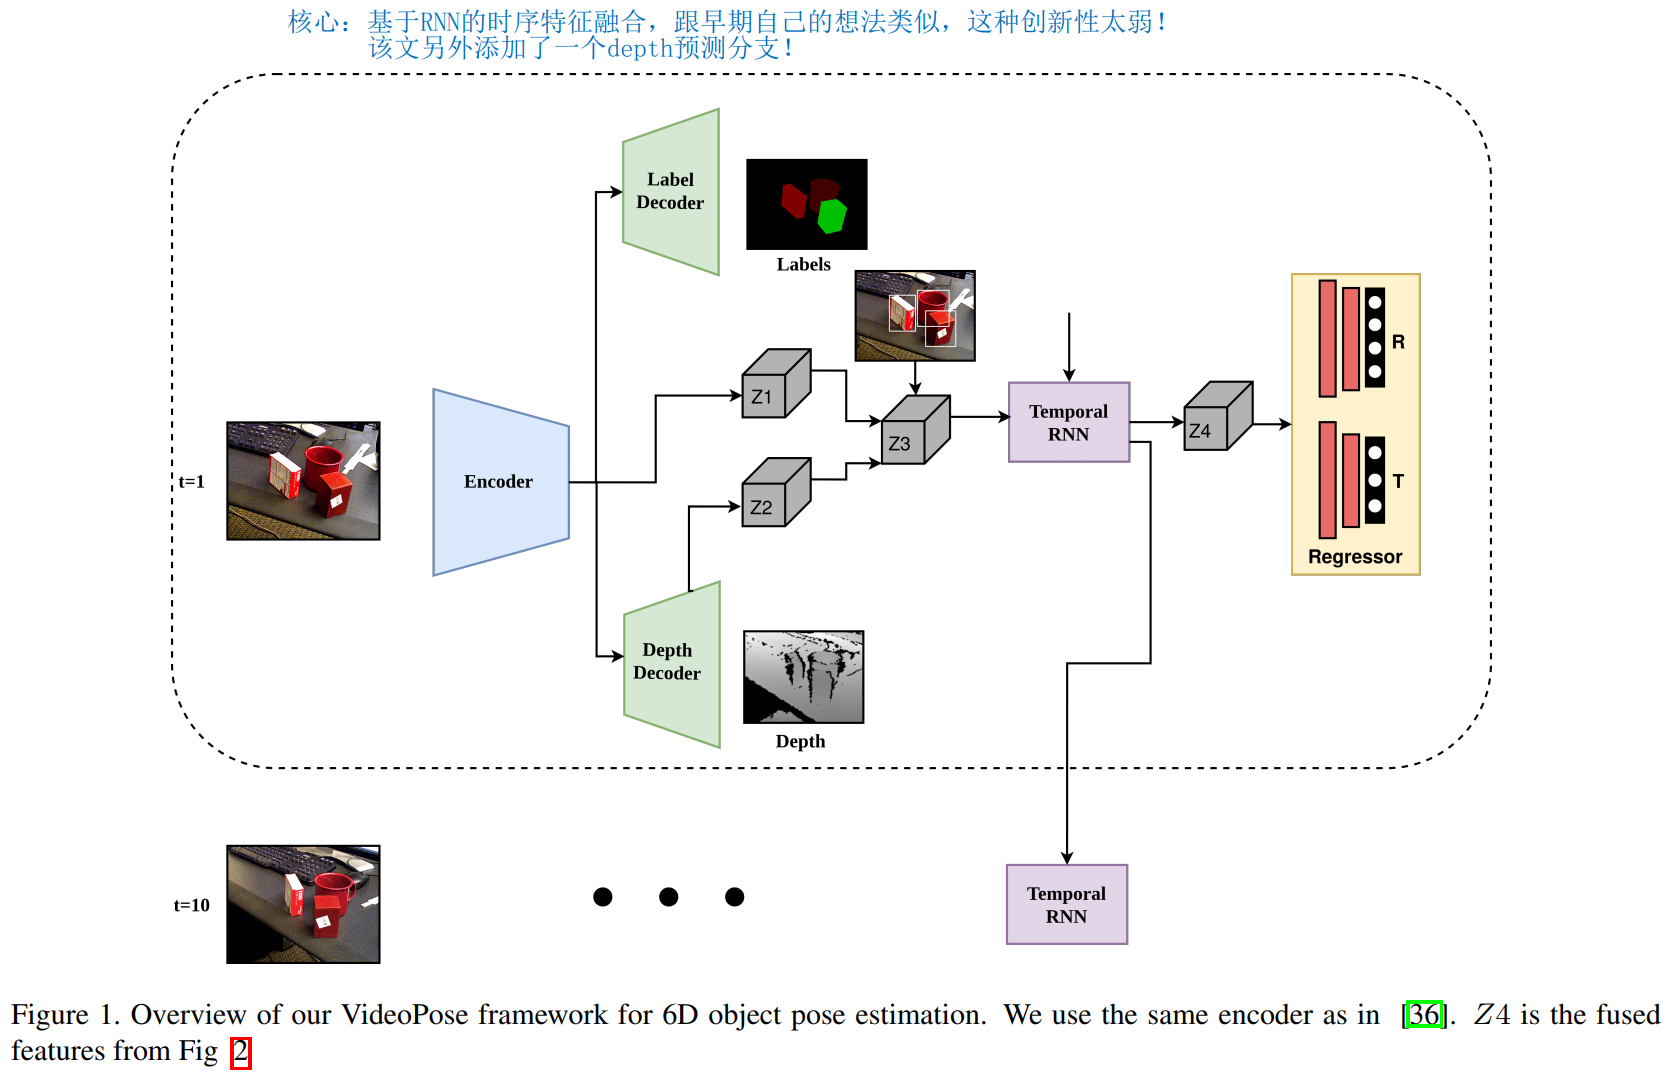 核心：基于RNN的时序特征融合，跟早期自己的想法类似，这种创新性太弱！
该文另外添加了一个depth预测分支！
Label
Decoder
Labels
Z1
Z3
Temporal
RNN
Z4
R
t=1
Encoder
Z2
T
Regressor
Depth
Decoder
Depth
t=10
Temporal
RNN
Figure 1. Overview of our VideoPose framework for 6D object pose estimation. We use the same encoder as in [36]. Z4 is the fused
features from Fig 2